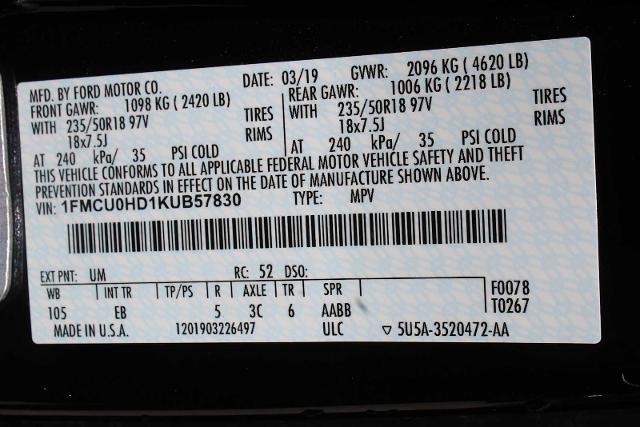 MFD. BY FORD MOTOR CO. DATE: 03/19 GVWR: 2096 KG ( 4620 LB)
FRONT GAWR: 1098 KG ( 2420 LB) REAR GAWR: 1006 KG ( 2218 LB)
WITH 235/50R18 97V TIRES WITH 235/50R18 97V TIRES
18x7.5J RIMS 18x7.5J RIMS
AT 240 kPa/ 35 PSI COLD AT 240 kPa/ 35 PSI COLD
THIS VEHICLE CONFORMS TO ALL APPLICABLE FEDERAL MOTOR VEHICLE SAFETY AND THEFT
PREVENTION STANDARDS IN EFFECT ON THE DATE OF MANUFACTURE SHOWN ABOVE.
VIN: 1FMCU0HD1KUB57830 TYPE: MPV
EXT PNT: UM RC: 52 DSO:
WB INT TR TP/PS R AXLE TR SPR F0078
105 EB 5 3C 6 AABB T0267
MADE IN U.S.A. 1201903226497 ULC ▽ 5U5A-3520472-AA